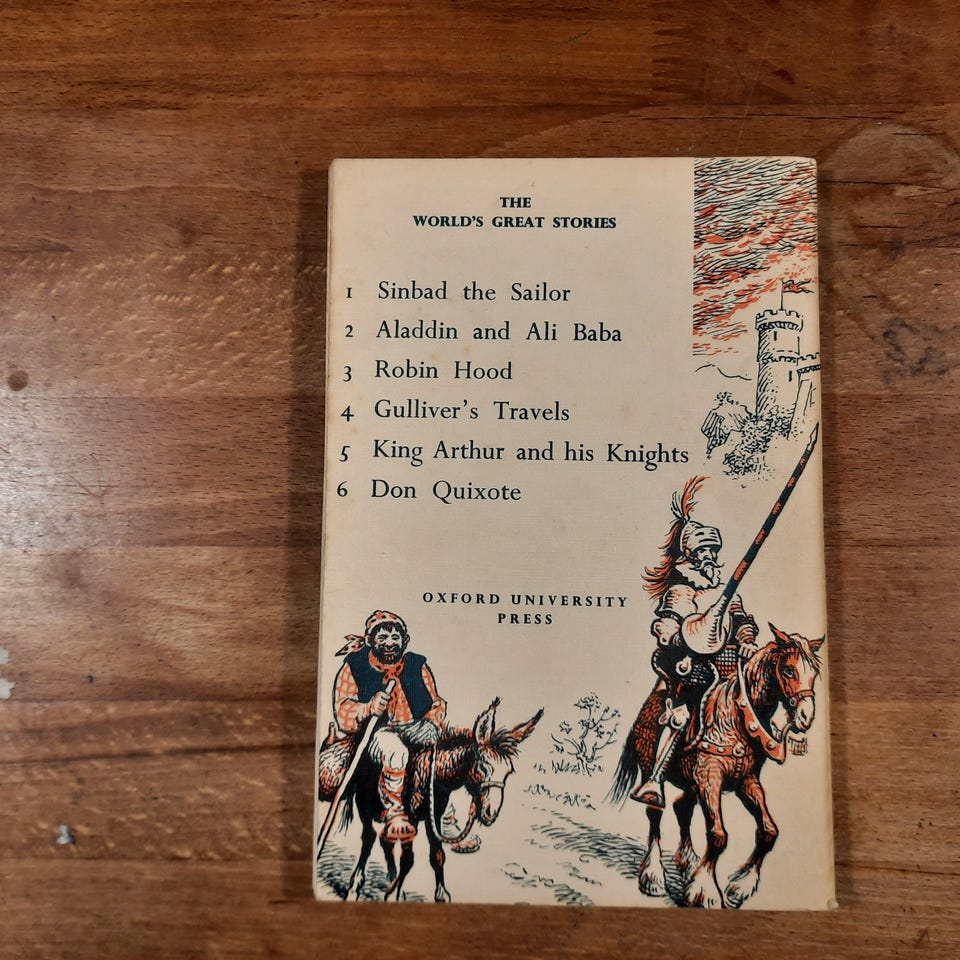 THE
WORLD'S GREAT STORIES
1 Sinbad the Sailor
2 Aladdin and Ali Baba
3 Robin Hood
4 Gulliver's Travels
5 King Arthur and his Knights
6 Don Quixote
OXFORD UNIVERSITY
PRESS